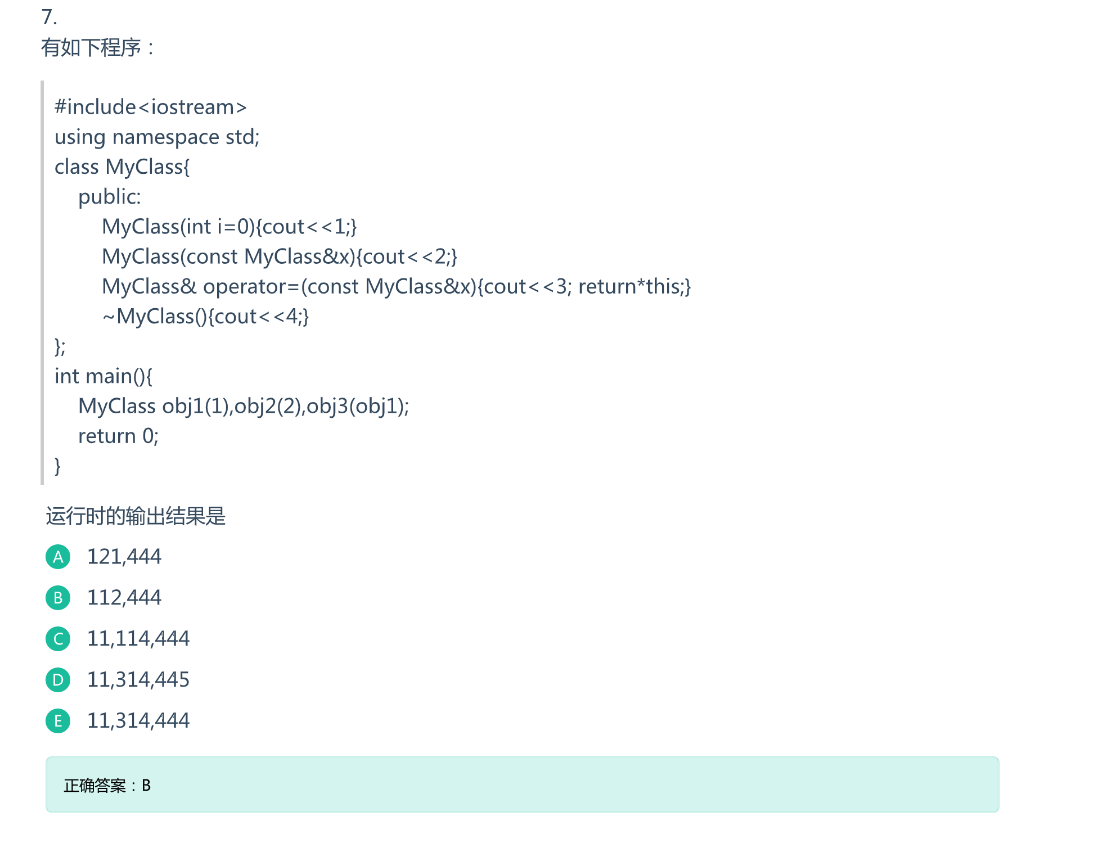 7.
有如下程序：
#include<iostream>
using namespace std;
class MyClass{
public:
MyClass(int i=0){cout<<1;}
MyClass(const MyClass&x){cout<<2;}
MyClass& operator=(const MyClass&x){cout<<3; return*this;}
~MyClass(){cout<<4;}
};
int main(){
MyClass obj1(1),obj2(2),obj3(obj1);
return 0;
}
运行时的输出结果是
A 121,444
B 112,444
C 11,114,444
D 11,314,445
E 11,314,444
正确答案：B